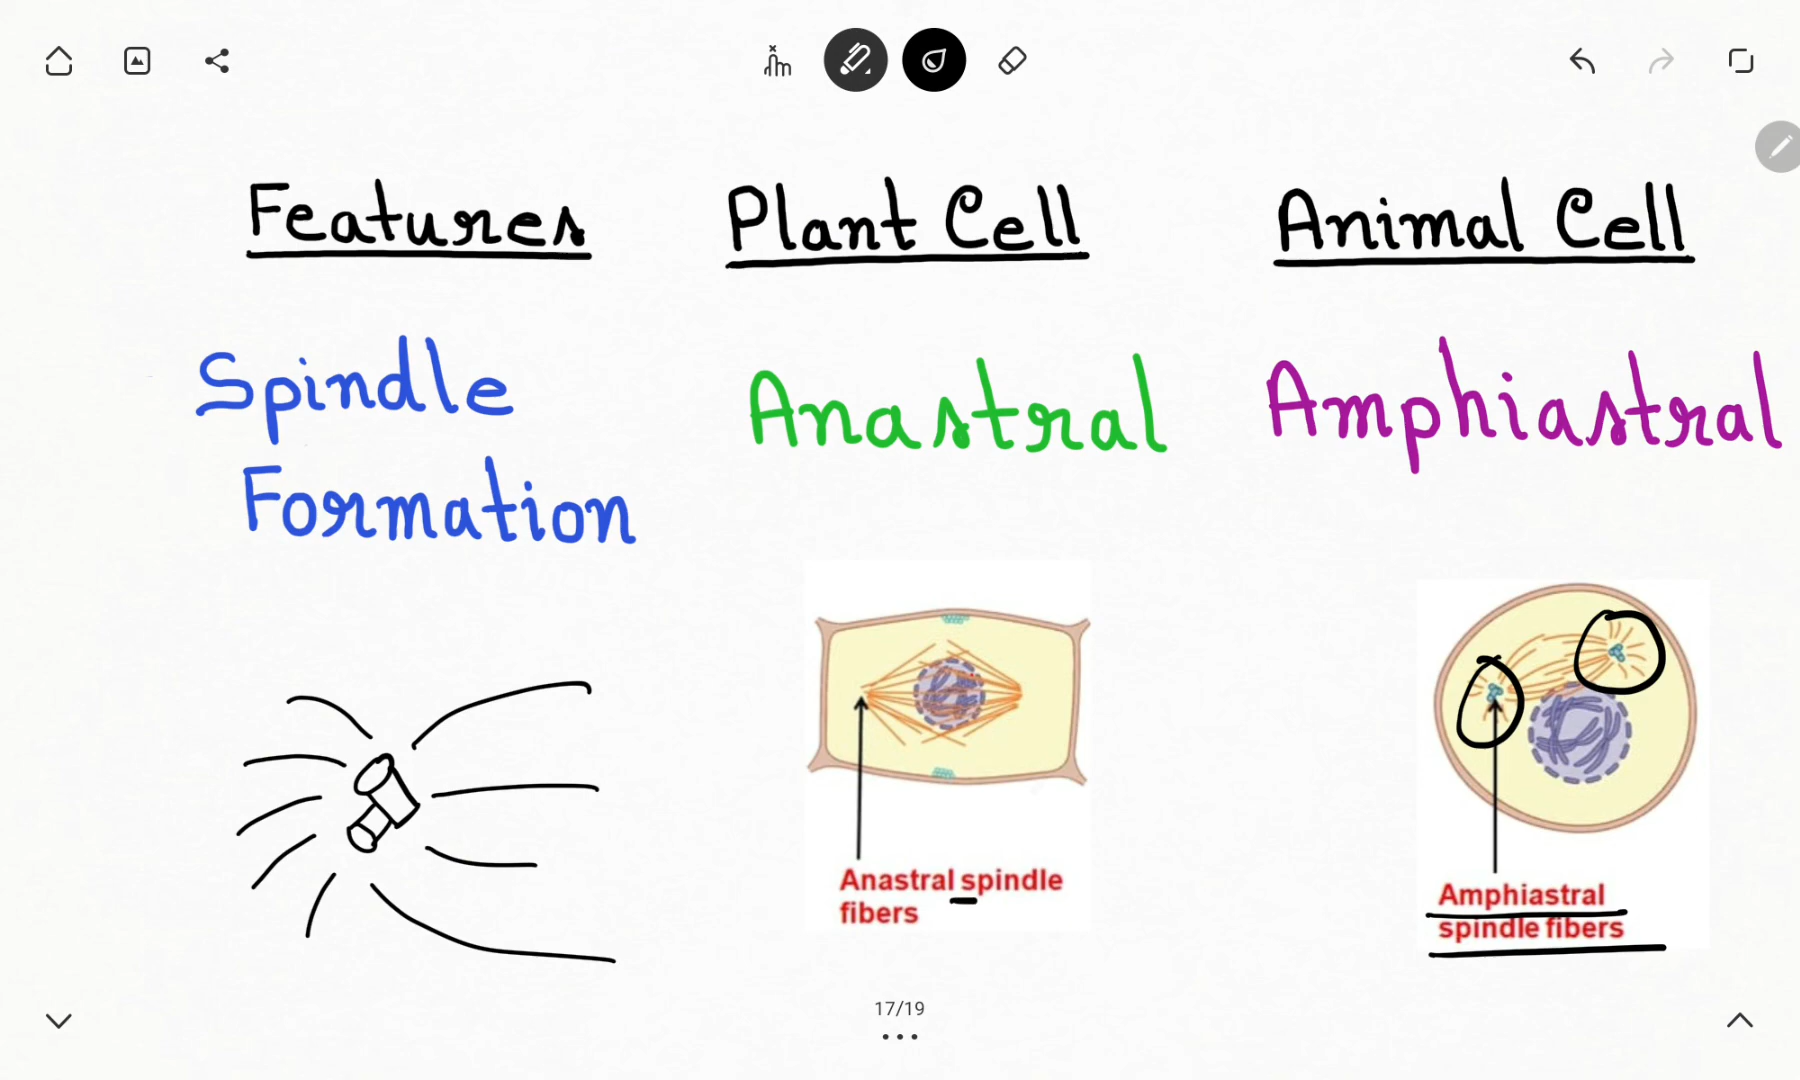 Features Plant Cell Animal Cell
Spindle Formation
Anastral
Amphiastral
Anastral spindle
fibers
Amphiastral
spindle fibers
17/19